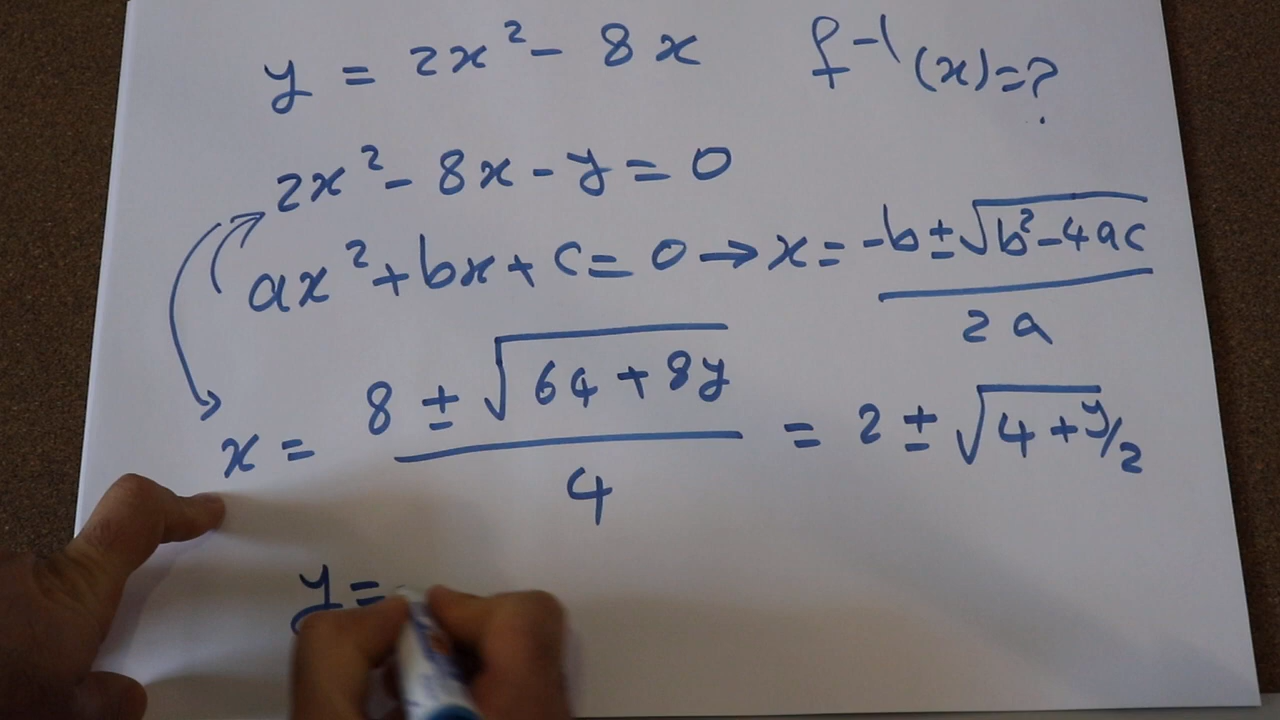 y = 2x² - 8x f⁻¹(x)=?
2x² - 8x - y = 0
ax² + bx + c = 0 → x = (-b ± √(b² - 4ac)) / 2a
x = (8 ± √(64 + 8y)) / 4 = 2 ± √(4 + y/2)
y =